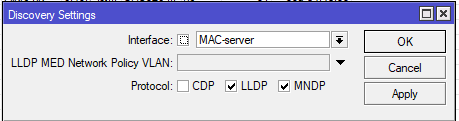 Discovery Settings
Interface: MAC-server
OK
LLDP MED Network Policy VLAN:
Cancel
Protocol: CDP LLDP MNDP
Apply